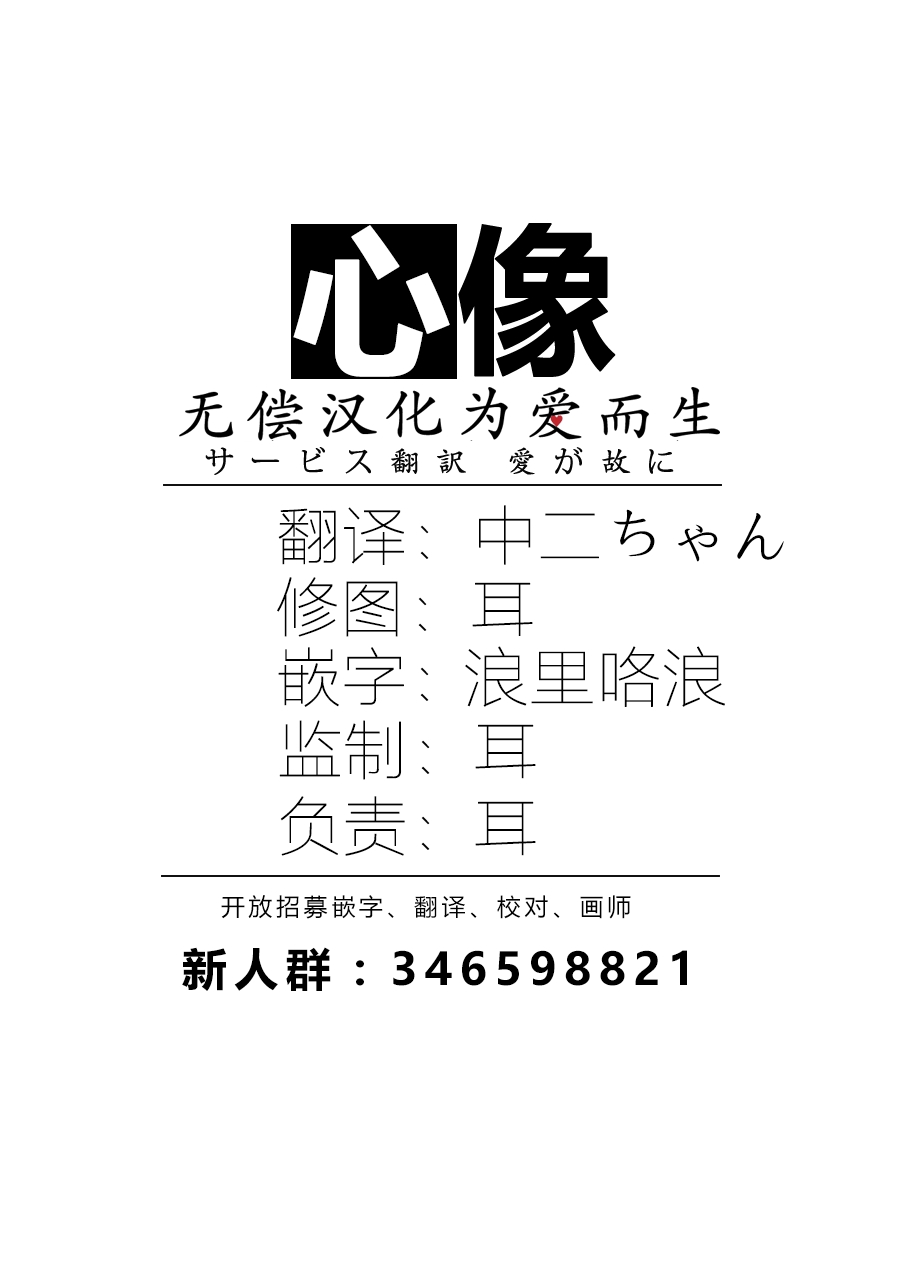 心像
无偿汉化为爱而生
サービス翻訳 愛が故に
翻译：中二ちゃん
修图：耳
嵌字：浪里咯浪
监制：耳
负责：耳
开放招募嵌字、翻译、校对、画师
新人群：346598821